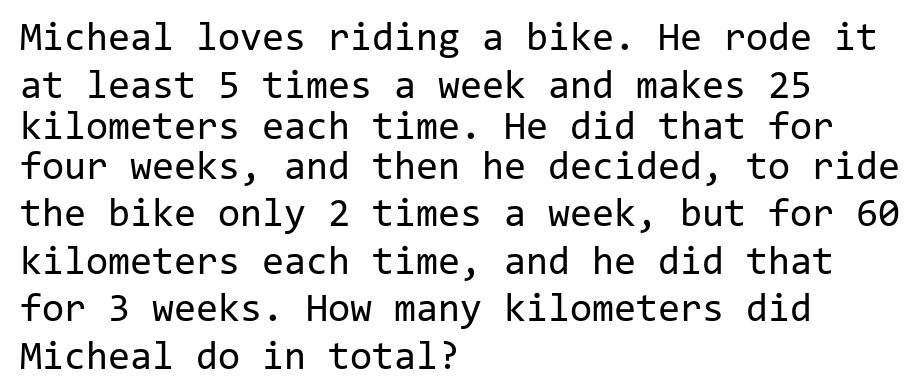 Micheal loves riding a bike. He rode it
at least 5 times a week and makes 25
kilometers each time. He did that for
four weeks, and then he decided, to ride
the bike only 2 times a week, but for 60
kilometers each time, and he did that
for 3 weeks. How many kilometers did
Micheal do in total?